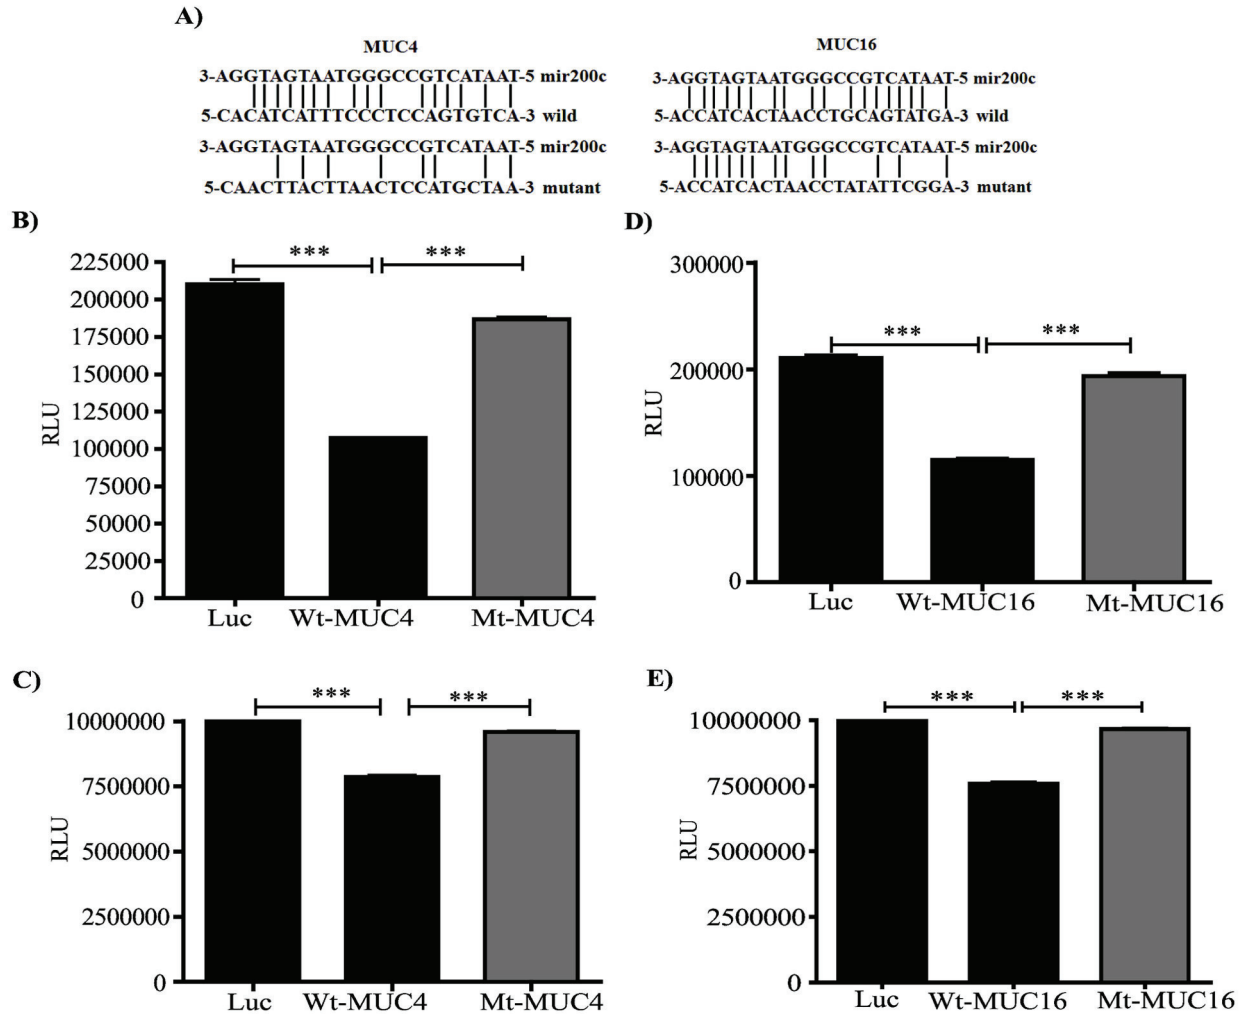 A)
MUC4
3-AGGTAGTAATGGGCCGTCATAAT-5 mir200c
5-CACATCATTTCCCTCCAGTGTCA-3 wild
3-AGGTAGTAATGGGCCGTCATAAT-5 mir200c
5-CAACTTACTTAACTCCATGCTAA-3 mutant
MUC16
3-AGGTAGTAATGGGCCGTCATAAT-5 mir200c
5-ACCATCACTAACCTGCAGTATGA-3 wild
3-AGGTAGTAATGGGCCGTCATAAT-5 mir200c
5-ACCATCACTAACCTATATTCGGA-3 mutant
B)
*** ***
225000
200000
175000
150000
125000
100000
75000
50000
25000
0
RLU
Luc Wt-MUC4 Mt-MUC4
D)
*** ***
300000
200000
100000
0
RLU
Luc Wt-MUC16 Mt-MUC16
C)
*** ***
10000000
7500000
5000000
2500000
0
RLU
Luc Wt-MUC4 Mt-MUC4
E)
*** ***
10000000
7500000
5000000
2500000
0
RLU
Luc Wt-MUC16 Mt-MUC16